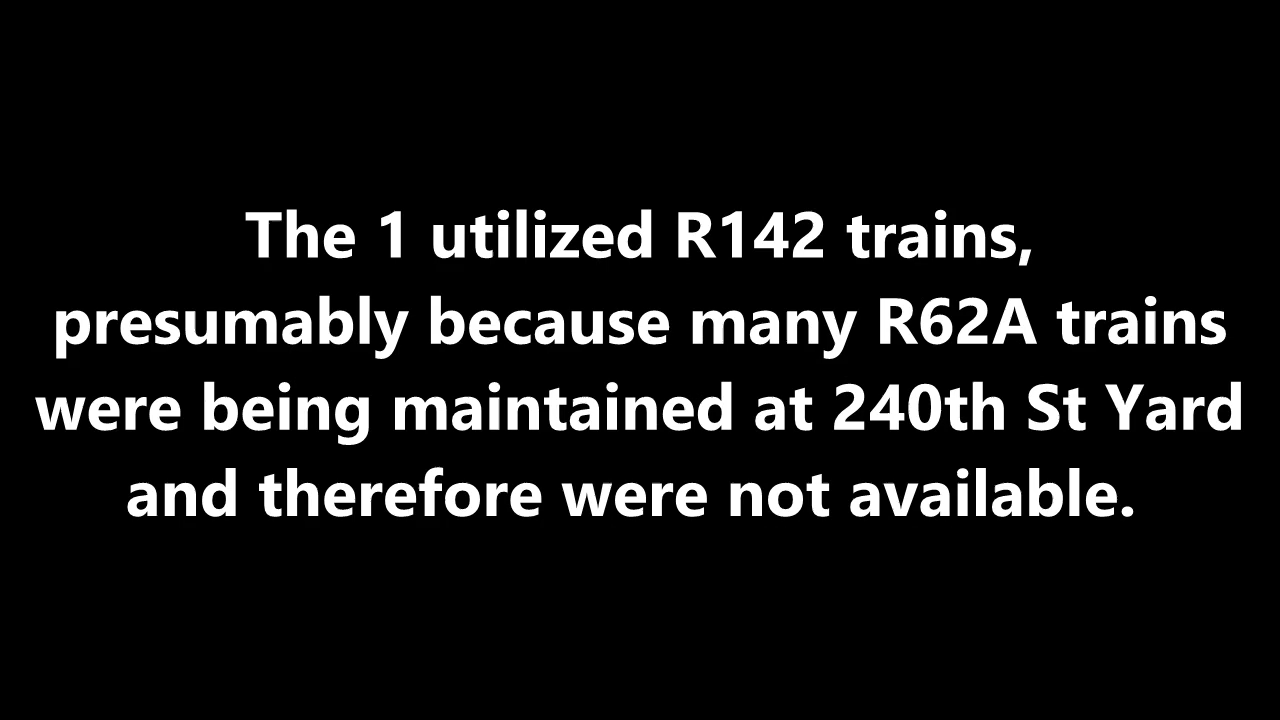 The 1 utilized R142 trains,
presumably because many R62A trains
were being maintained at 240th St Yard
and therefore were not available.